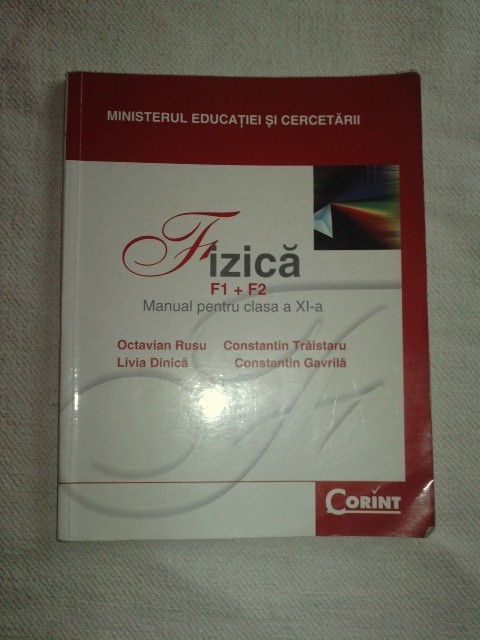 MINISTERUL EDUCAȚIEI ȘI CERCETĂRII
Fizică
F1 + F2
Manual pentru clasa a XI-a
Octavian Rusu Constantin Trăistaru
Livia Dinică Constantin Gavrilă
CORINT